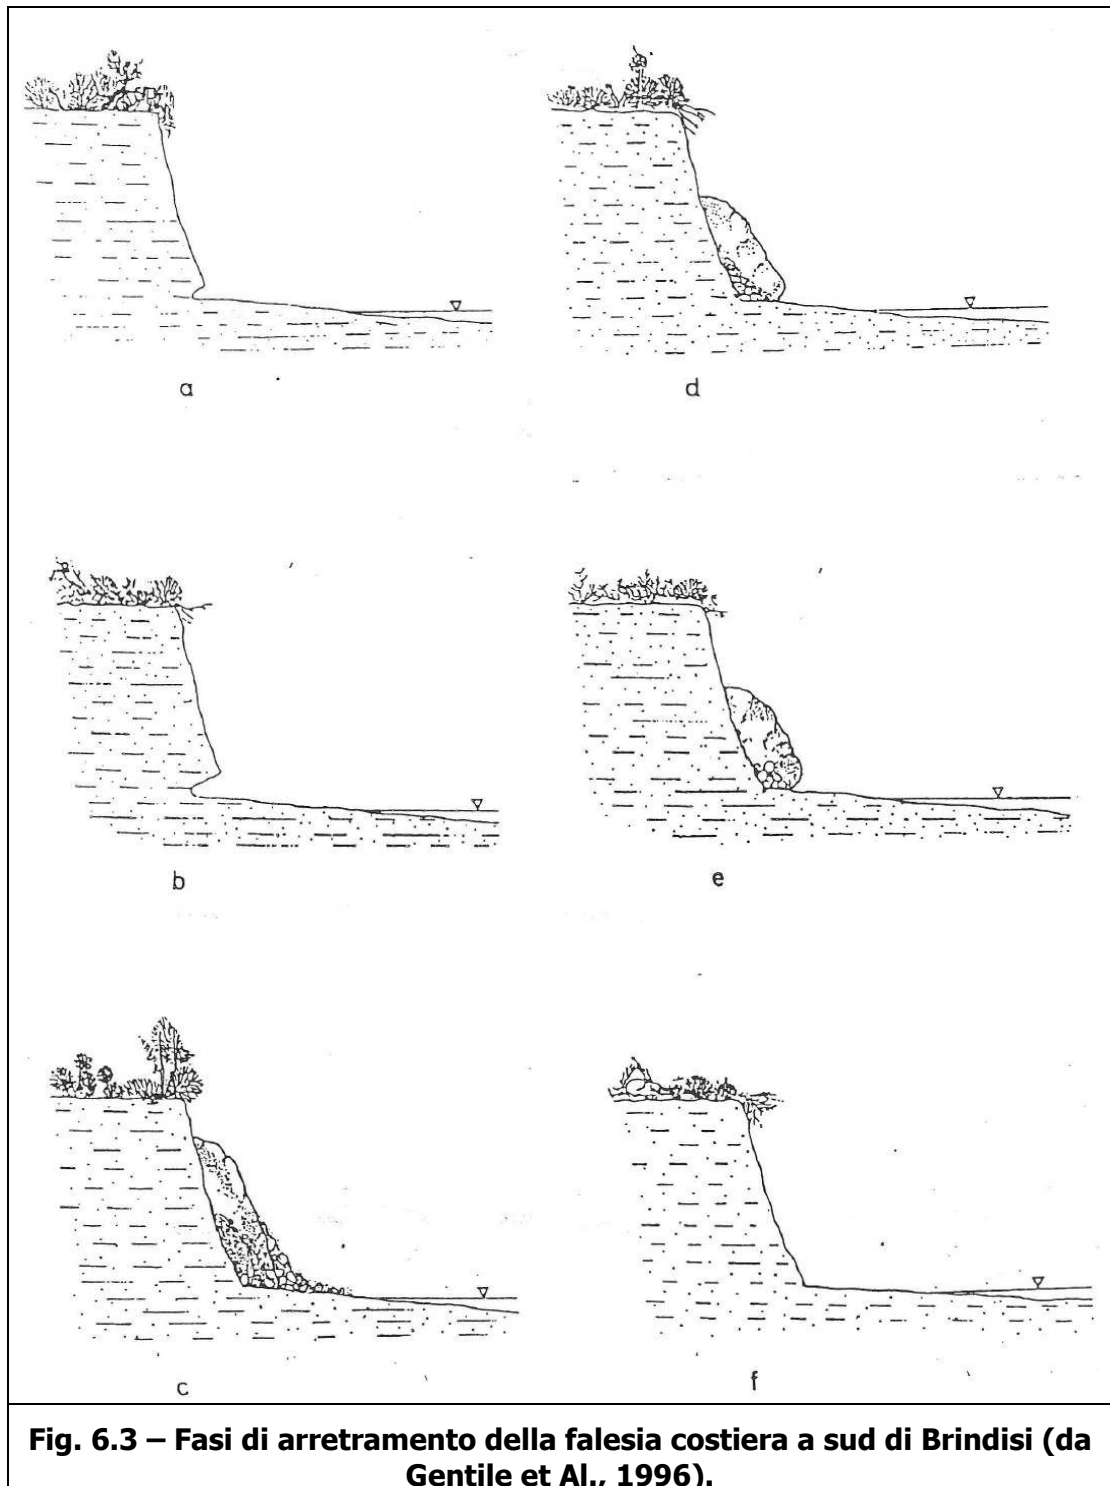 a
d
b
e
c
f
Fig. 6.3 – Fasi di arretramento della falesia costiera a sud di Brindisi (da
Gentile et Al., 1996).